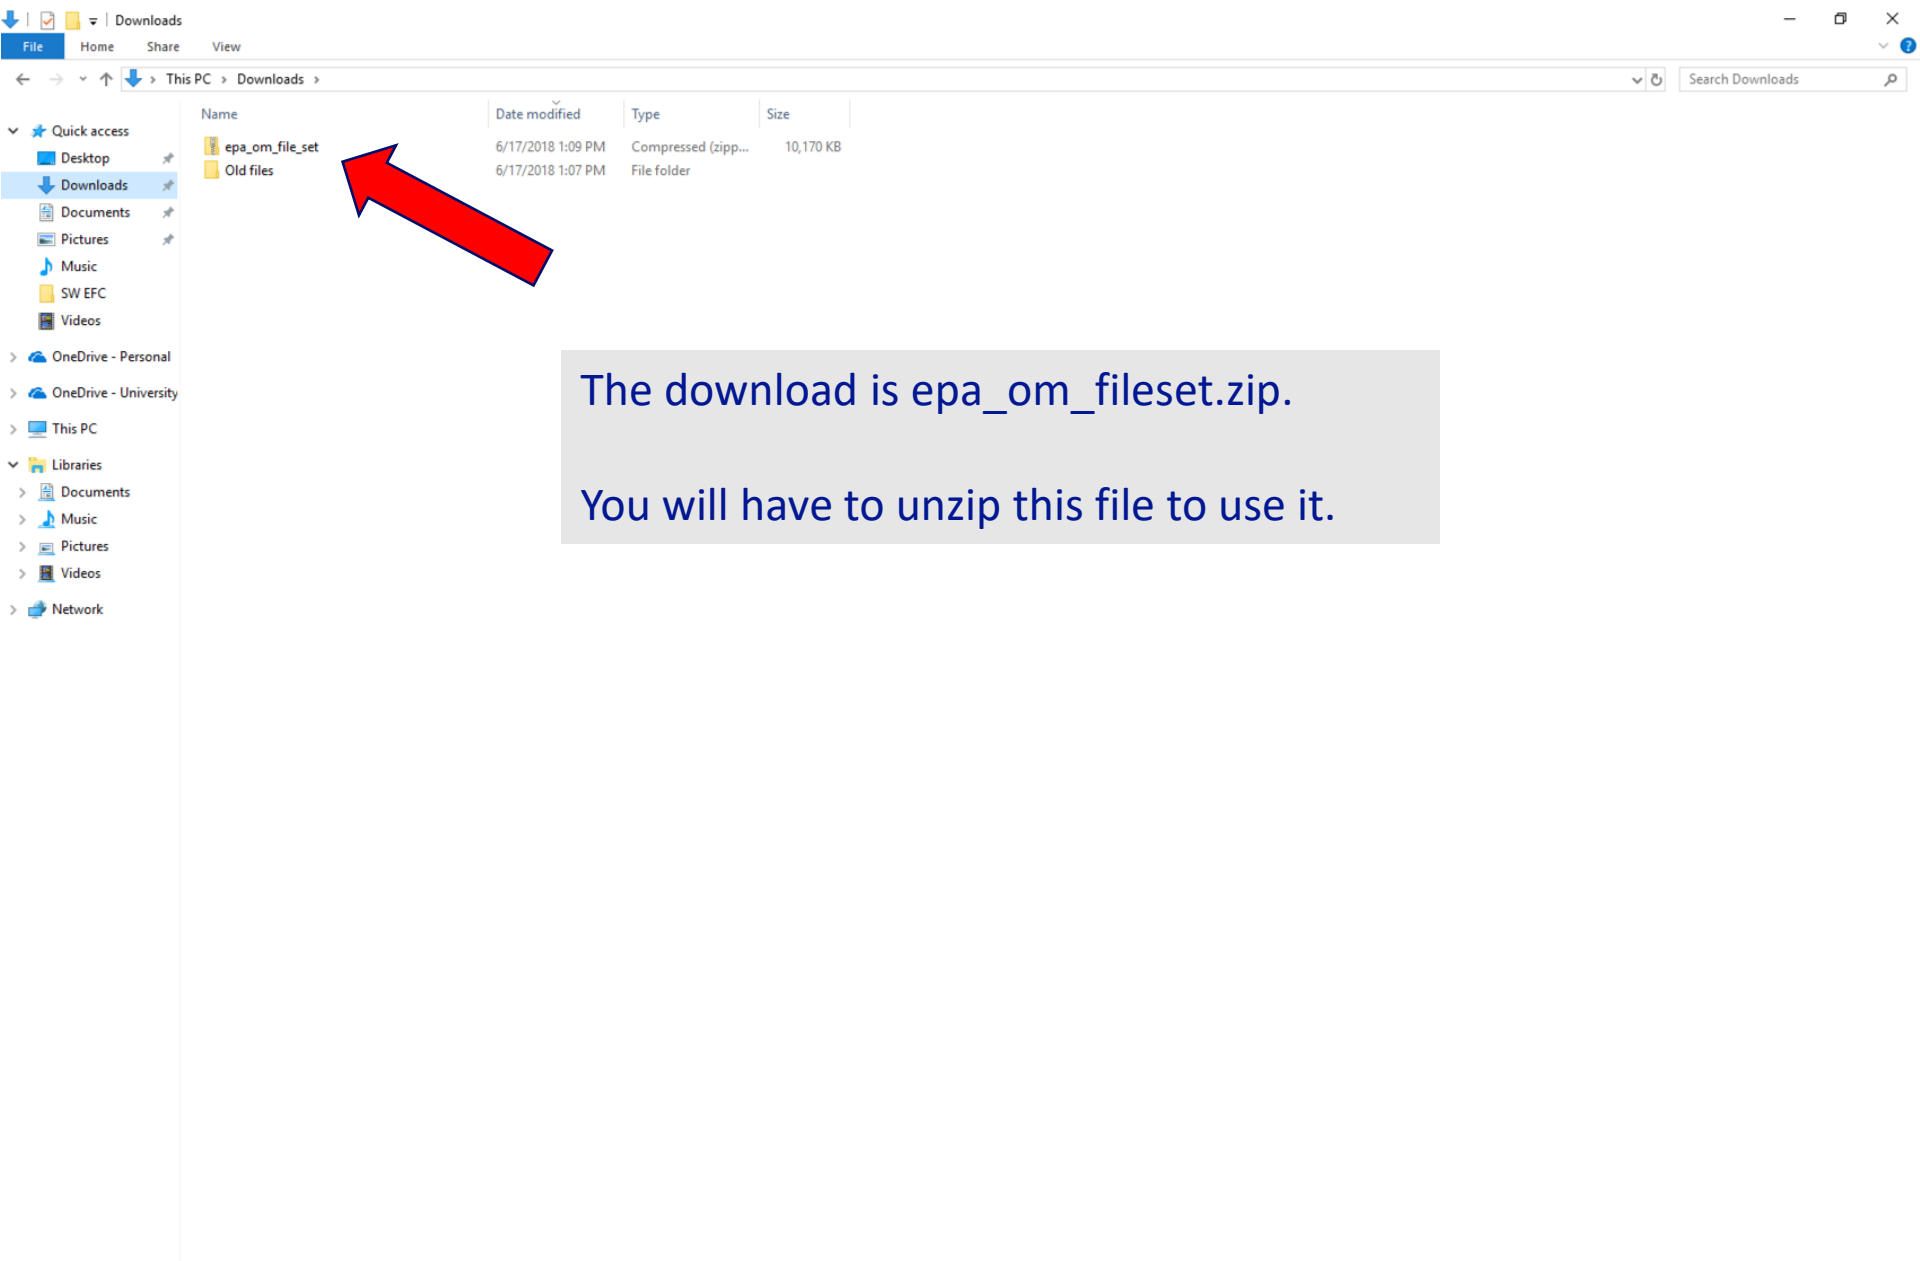 Downloads
File Home Share View
This PC > Downloads >
Search Downloads
Name Date modified Type Size
epa_om_file_set 6/17/2018 1:09 PM Compressed (zipp... 10,170 KB
Old files 6/17/2018 1:07 PM File folder
Quick access
Desktop
Downloads
Documents
Pictures
Music
SW EFC
Videos
OneDrive - Personal
OneDrive - University
This PC
Libraries
Documents
Music
Pictures
Videos
Network
The download is epa_om_fileset.zip.
You will have to unzip this file to use it.